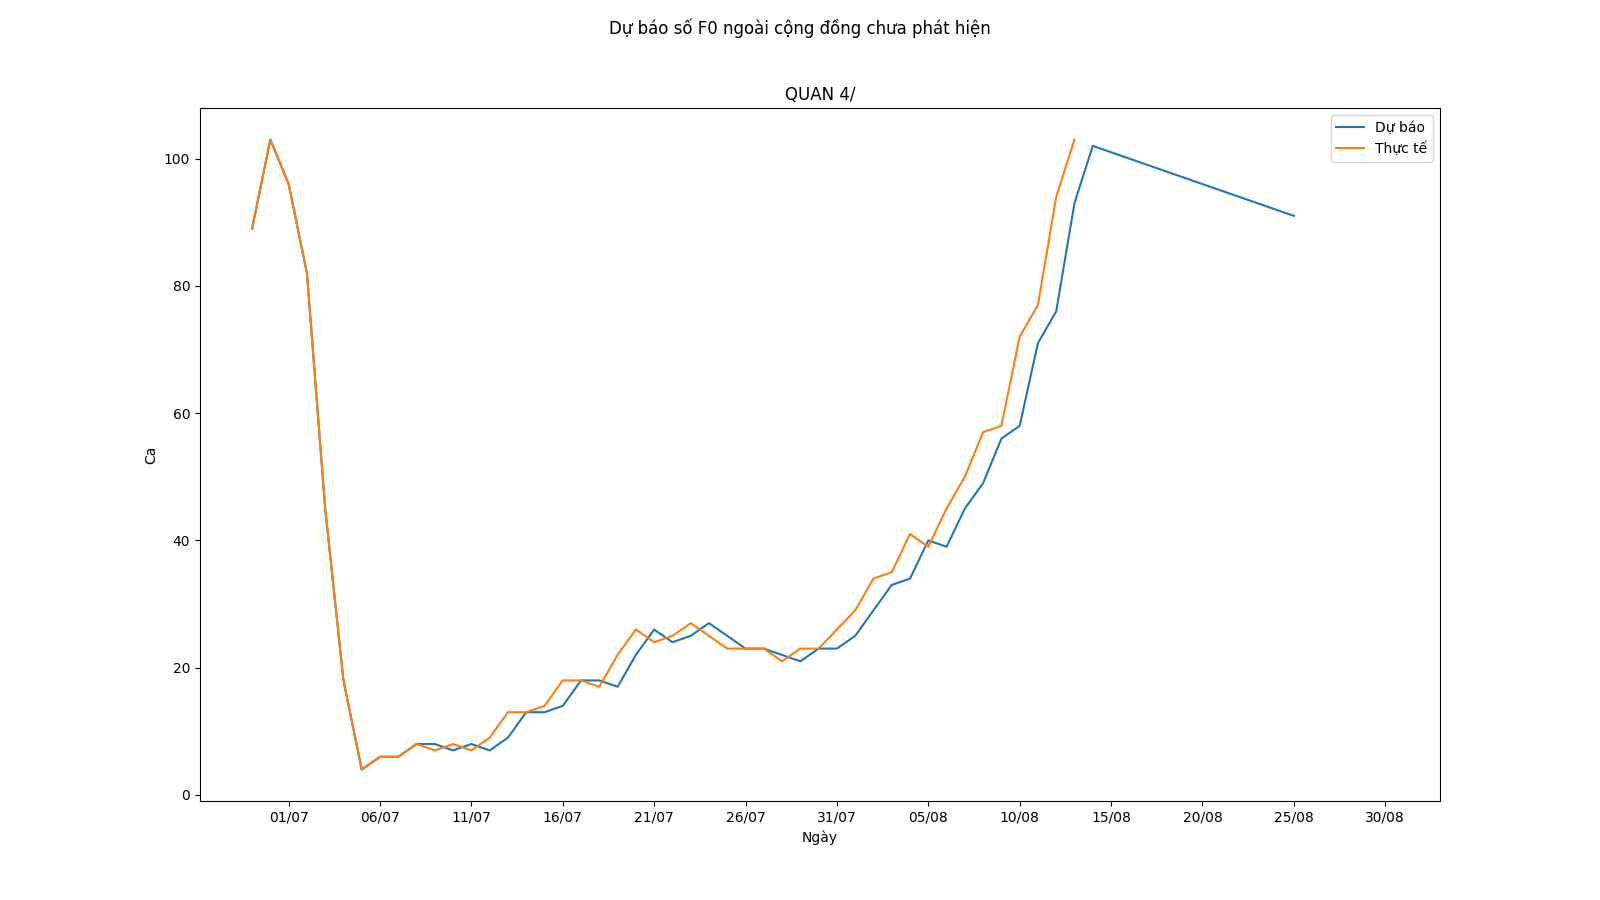 Dự báo số F0 ngoài cộng đồng chưa phát hiện
QUAN 4/
Dự báo
Thực tế
100
80
60
40
20
0
Ca
01/07 06/07 11/07 16/07 21/07 26/07 31/07 05/08 10/08 15/08 20/08 25/08 30/08
Ngày